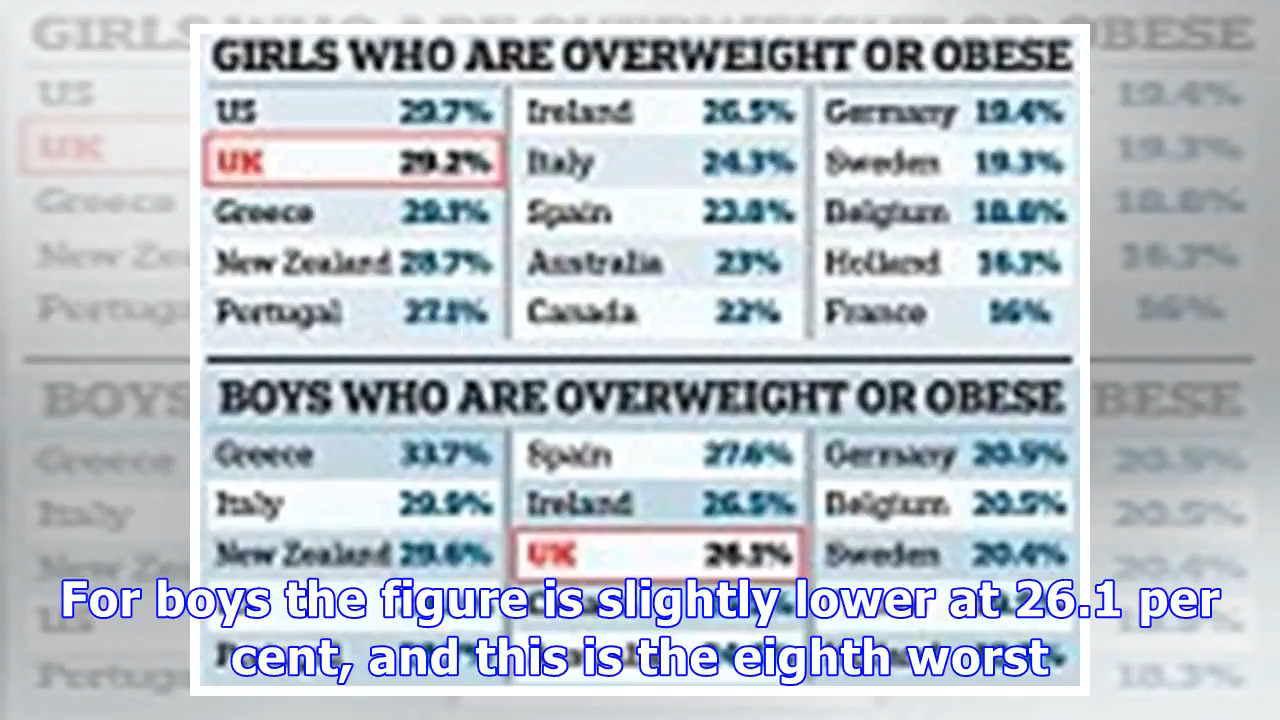 GIRLS WHO ARE OVERWEIGHT OR OBESE
US 29.7% Ireland 26.5% Germany 19.4%
UK 29.2% Italy 24.3% Sweden 19.3%
Greece 29.1% Spain 23.8% Belgium 18.8%
New Zealand 28.7% Australia 23% Holland 16.1%
Portugal 27.1% Canada 22% France 16%
BOYS WHO ARE OVERWEIGHT OR OBESE
Greece 33.7% Spain 27.6% Germany 20.5%
Italy 29.9% Ireland 26.5% Belgium 20.5%
New Zealand 29.6% UK 26.1% Sweden 20.4%
For boys the figure is slightly lower at 26.1 per
cent, and this is the eighth worst